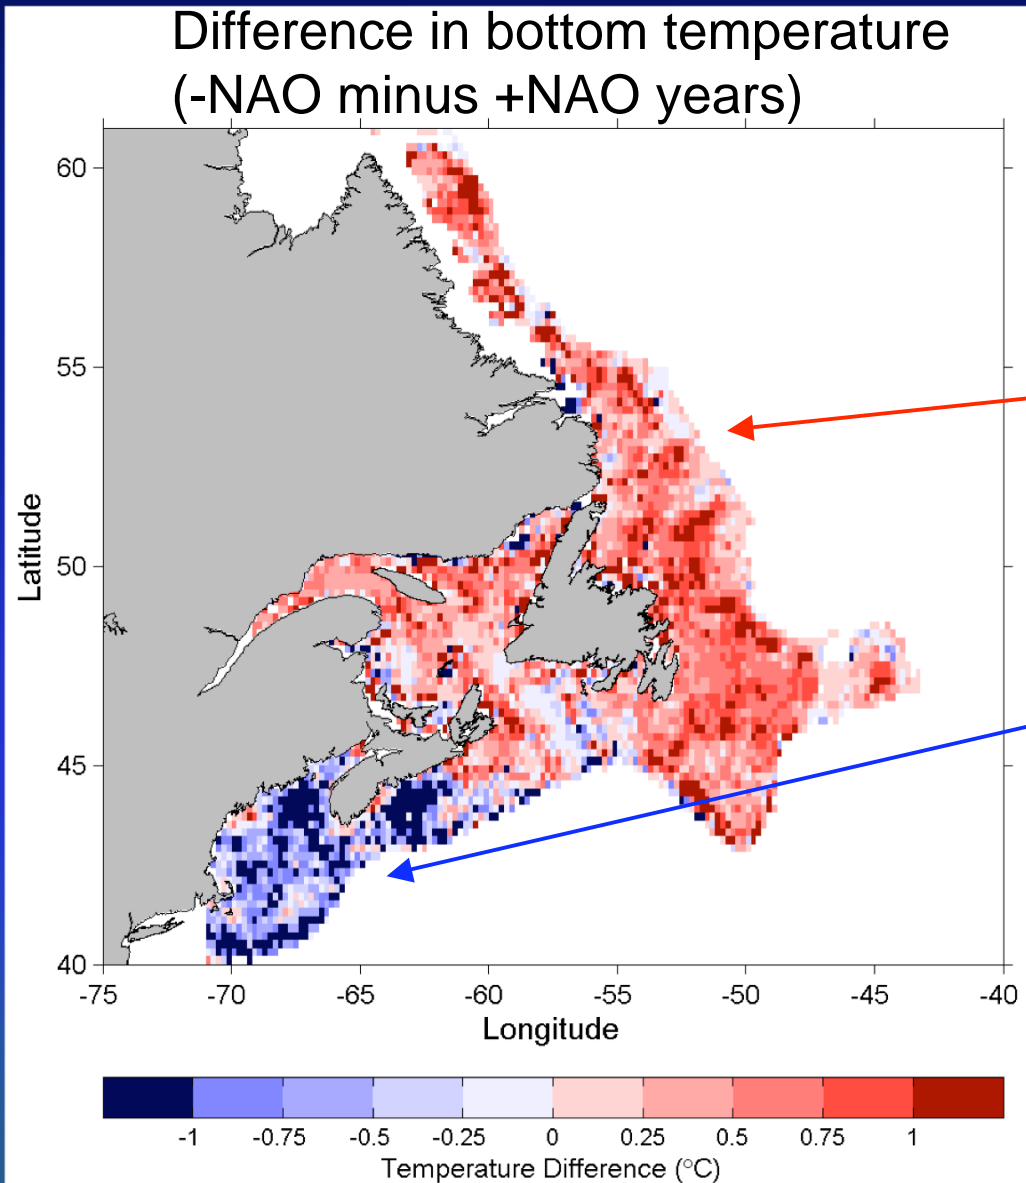 Difference in bottom temperature
(-NAO minus +NAO years)
60
55
50
45
40
Latitude
-75 -70 -65 -60 -55 -50 -45 -40
Longitude
-1 -0.75 -0.5 -0.25 0 0.25 0.5 0.75 1
Temperature Difference (°C)